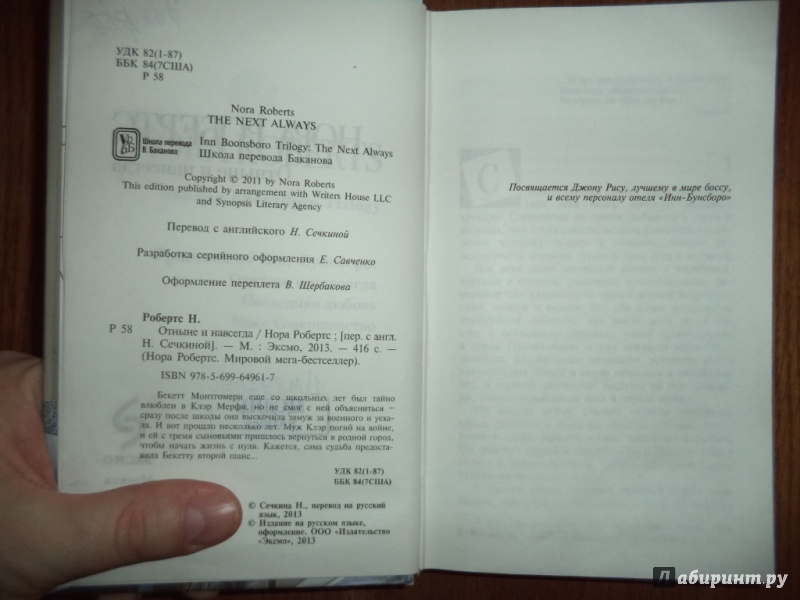 УДК 82(1-87)
ББК 84(7США)
Р 58
Nora Roberts
THE NEXT ALWAYS
Школа перевода
В. Баканова
Inn Boonsboro Trilogy: The Next Always
Школа перевода Баканова
Copyright © 2011 by Nora Roberts
This edition published by arrangement with Writers House LLC
and Synopsis Literary Agency
Перевод с английского Н. Сечкиной
Разработка серийного оформления Е. Савченко
Оформление переплета В. Щербакова
Робертс Н.
Р 58 Отныне и навсегда / Нора Робертс ; [пер. с англ.
Н. Сечкиной]. — М. : Эксмо, 2013. — 416 с. —
(Нора Робертс. Мировой мега-бестселлер).
ISBN 978-5-699-64961-7
Бекетт Монтгомери еще со школьных лет был тайно
влюблен в Клэр Мерфи, но не смог с ней объясниться —
сразу после школы она выскочила замуж за военного и уеха-
ла. И вот прошло несколько лет. Муж Клэр погиб на войне,
и ей с тремя сыновьями пришлось вернуться в родной город,
чтобы начать жизнь с нуля. Кажется, сама судьба предоста-
вила Бекетту второй шанс...
УДК 82(1-87)
ББК 84(7США)
© Сечкина Н., перевод на русский
язык, 2013
© Издание на русском языке,
оформление. ООО «Издательство
«Эксмо», 2013
Посвящается Джону Рису, лучшему в мире боссу,
и всему персоналу отеля «Инн-Бунсборо»
Лабиринт.ру